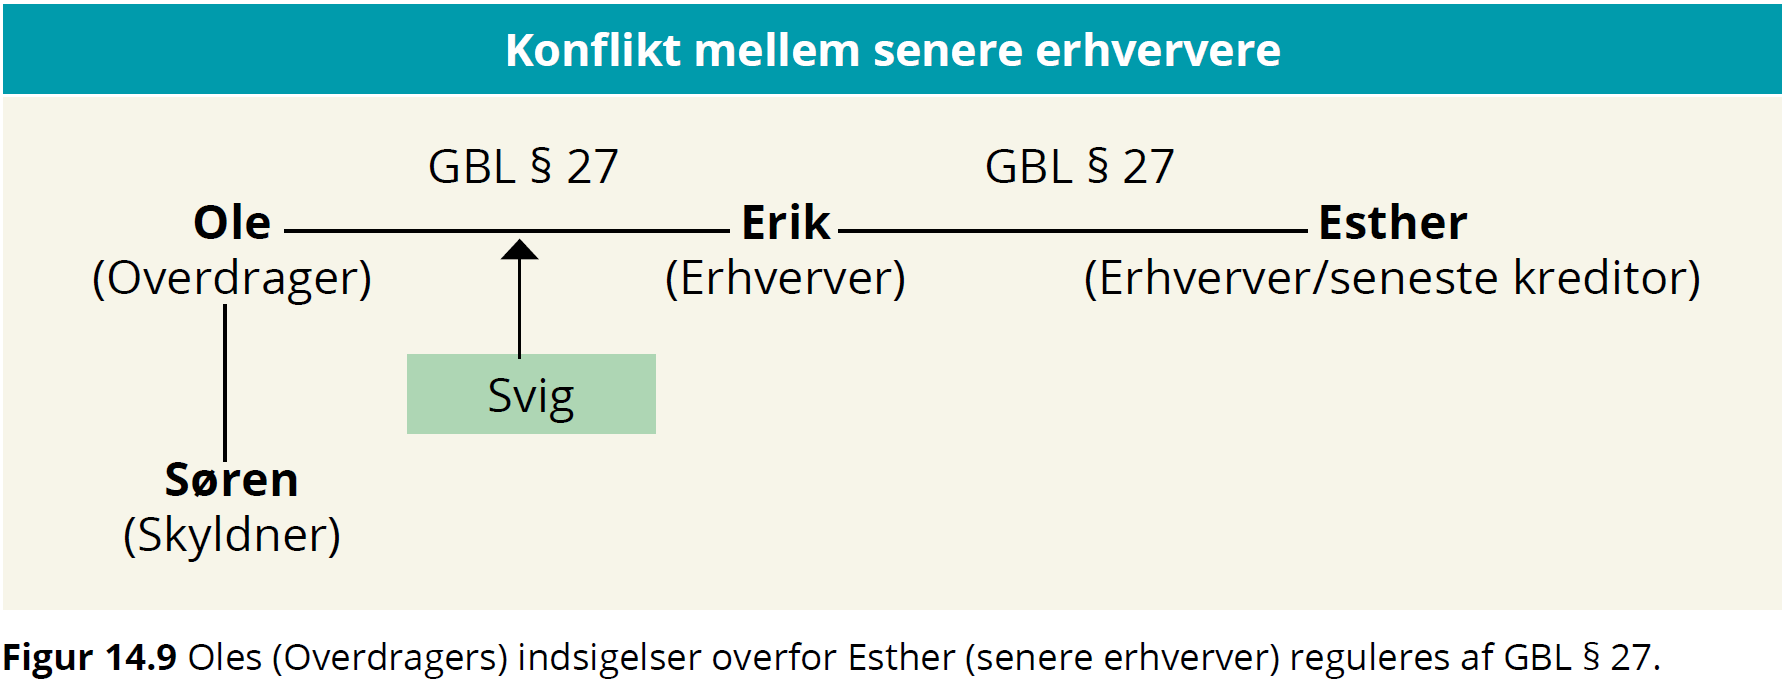 Konflikt mellem senere erhververe
GBL § 27 GBL § 27
Ole Erik Esther
(Overdrager) (Erhverver) (Erhverver/seneste kreditor)
Svig
Søren
(Skyldner)
Figur 14.9 Oles (Overdragers) indsigelser overfor Esther (senere erhverver) reguleres af GBL § 27.